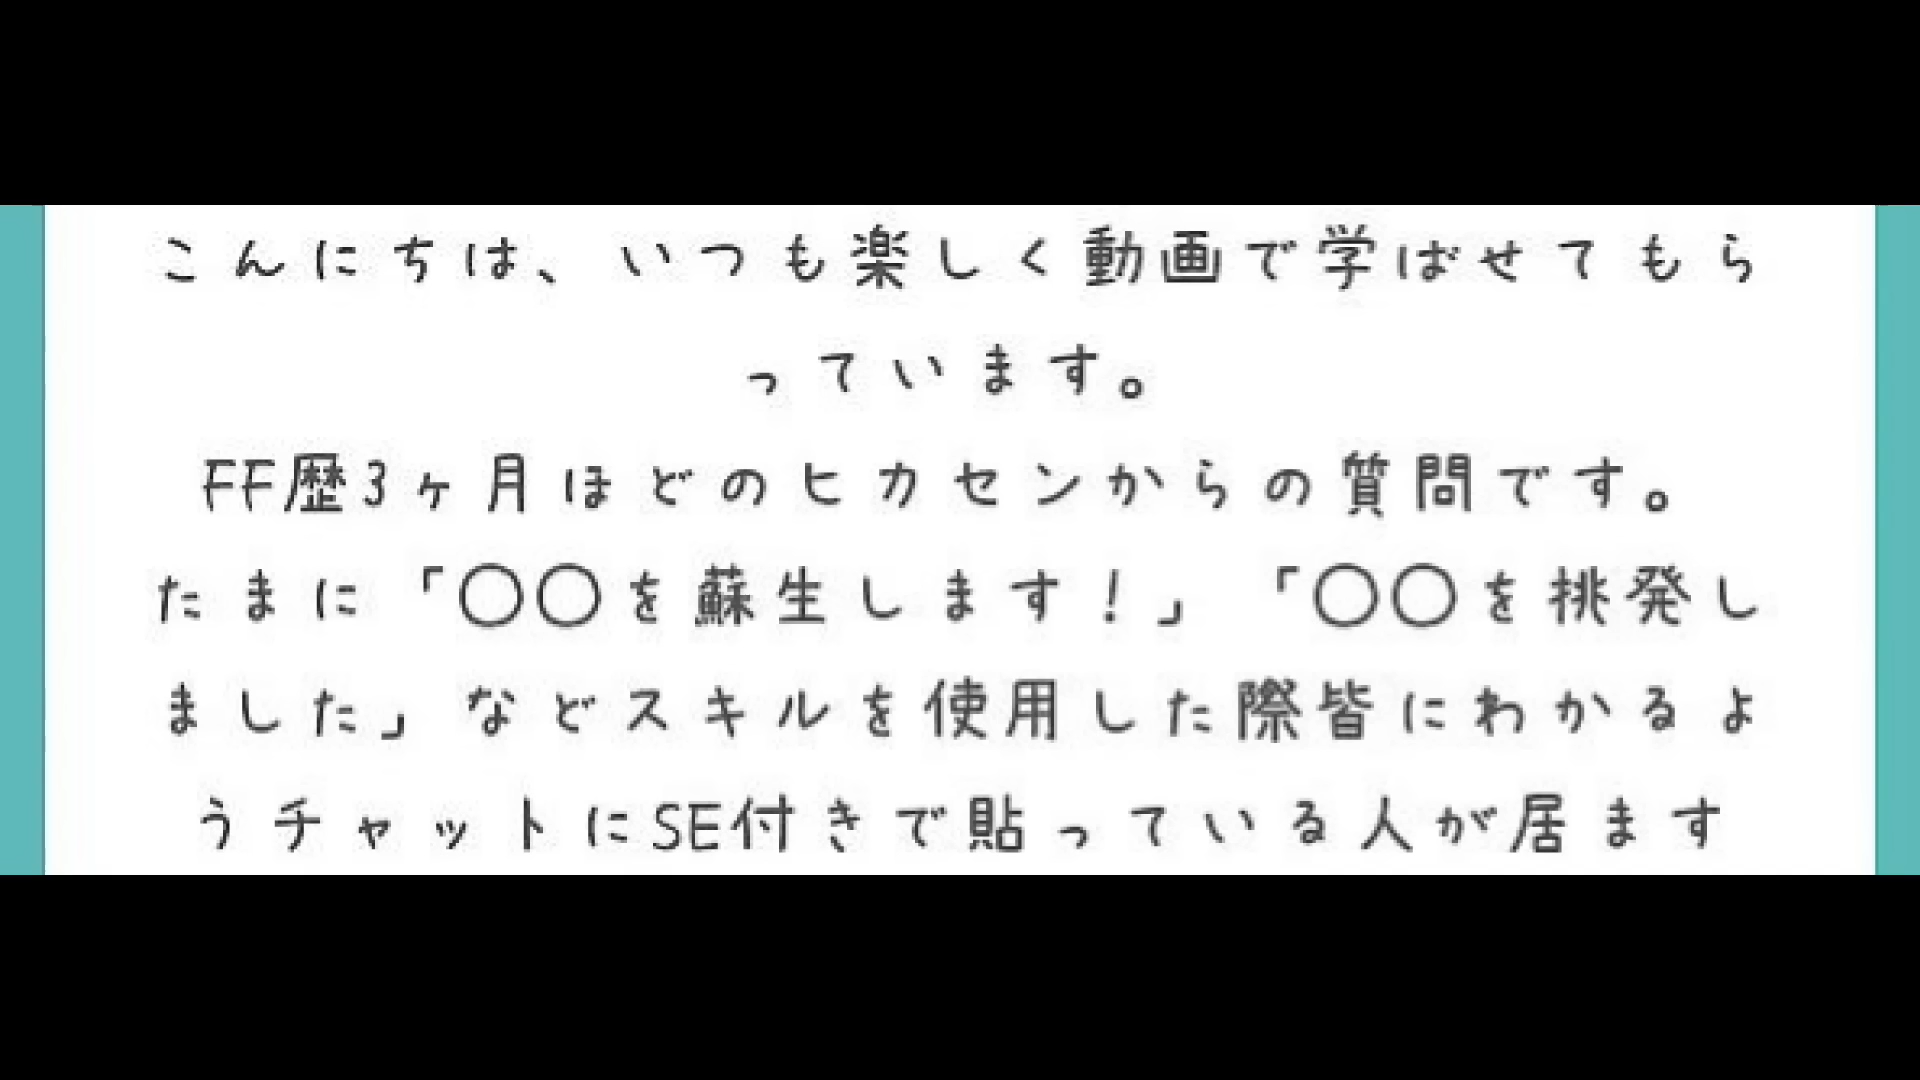 こんにちは、いつも楽しく動画で学ばせてもら
っています。
FF歴3ヶ月ほどのヒカセンからの質問です。
たまに「〇〇を蘇生します！」「〇〇を挑発し
ました」などスキルを使用した際皆にわかるよ
うチャットにSE付きで貼っている人が居ます